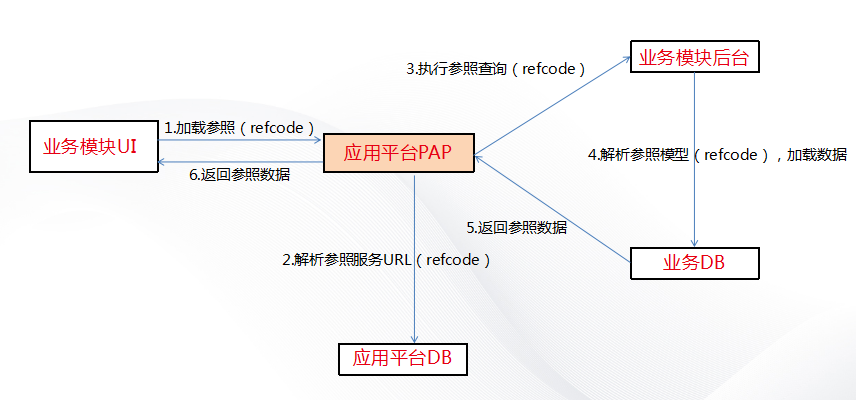 业务模块后台
3.执行参照查询（refcode）
1.加载参照（refcode）
业务模块UI
应用平台PAP
4.解析参照模型（refcode），加载数据
6.返回参照数据
5.返回参照数据
2.解析参照服务URL（refcode）
业务DB
应用平台DB